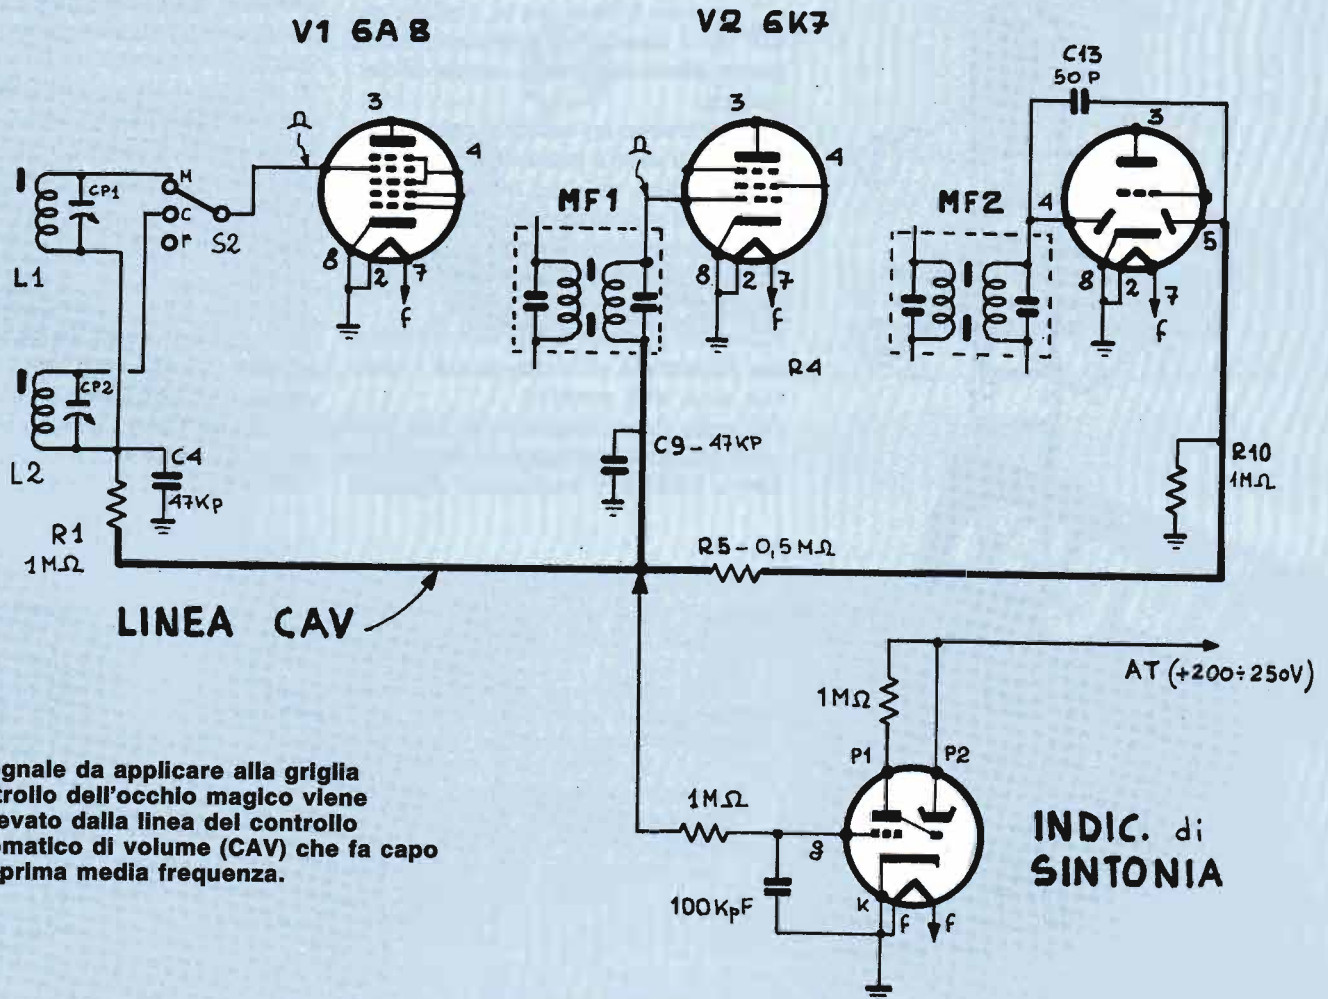 V1 6A8
V2 6K7
C13
50 P
3
3
3
4
4
n
n
M
CP1
C
S2
r
MF1
MF2
4
5
L1
8
2
7
f
8
2
7
f
8
2
7
f
R4
CP2
L2
C4
47Kp
C9-47KP
R10
1MΩ
R1
1MΩ
R5-0,5MΩ
LINEA CAV
AT (+200÷250V)
1MΩ
P1
P2
gnale da applicare alla griglia
trollo dell'occhio magico viene
evato dalla linea del controllo
matico di volume (CAV) che fa capo
prima media frequenza.
1MΩ
g
INDIC. di
SINTONIA
100KpF
K
f
f